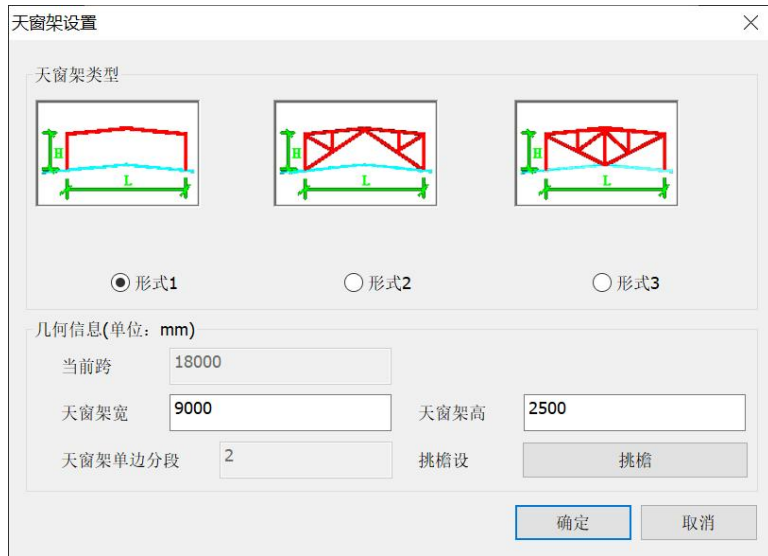 天窗架设置
天窗架类型
H
L
H
L
H
L
形式1
形式2
形式3
几何信息(单位：mm)
当前跨
18000
天窗架宽
9000
天窗架高
2500
天窗架单边分段
2
挑檐设
挑檐
确定
取消